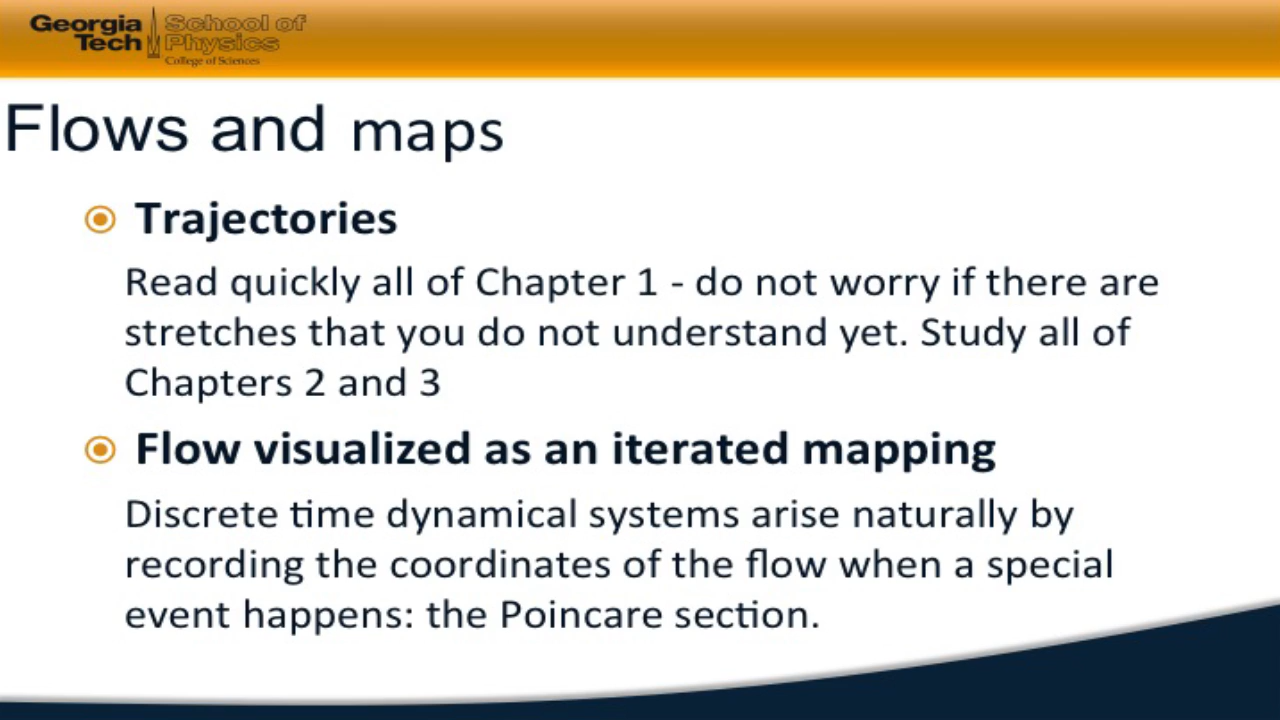 Georgia Tech
School of Physics
College of Sciences
Flows and maps
Trajectories
Read quickly all of Chapter 1 - do not worry if there are
stretches that you do not understand yet. Study all of
Chapters 2 and 3
Flow visualized as an iterated mapping
Discrete time dynamical systems arise naturally by
recording the coordinates of the flow when a special
event happens: the Poincare section.